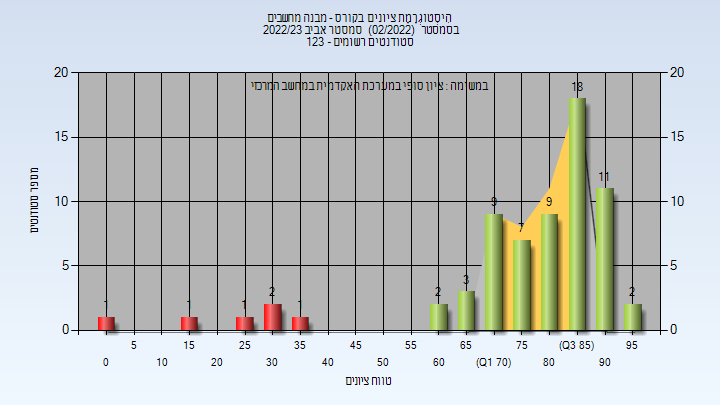 היסטוגרמת ציונים בקורס - מבנה מחשבים
בסמסטר (02/2022) סמסטר אביב 2022/23
סטודנטים רשומים - 123
במשימה : ציון סופי במערכת האקדמית במחשב המרכזי
מספר סטודנטים
20 20
15 15
10 10
5 5
0 0
1 1 1 2 1 2 3 9 7 9 18 11 2
5 15 25 35 45 55 65 75 (Q3 85) 95
0 10 20 30 40 50 60 (Q1 70) 80 90
טווח ציונים